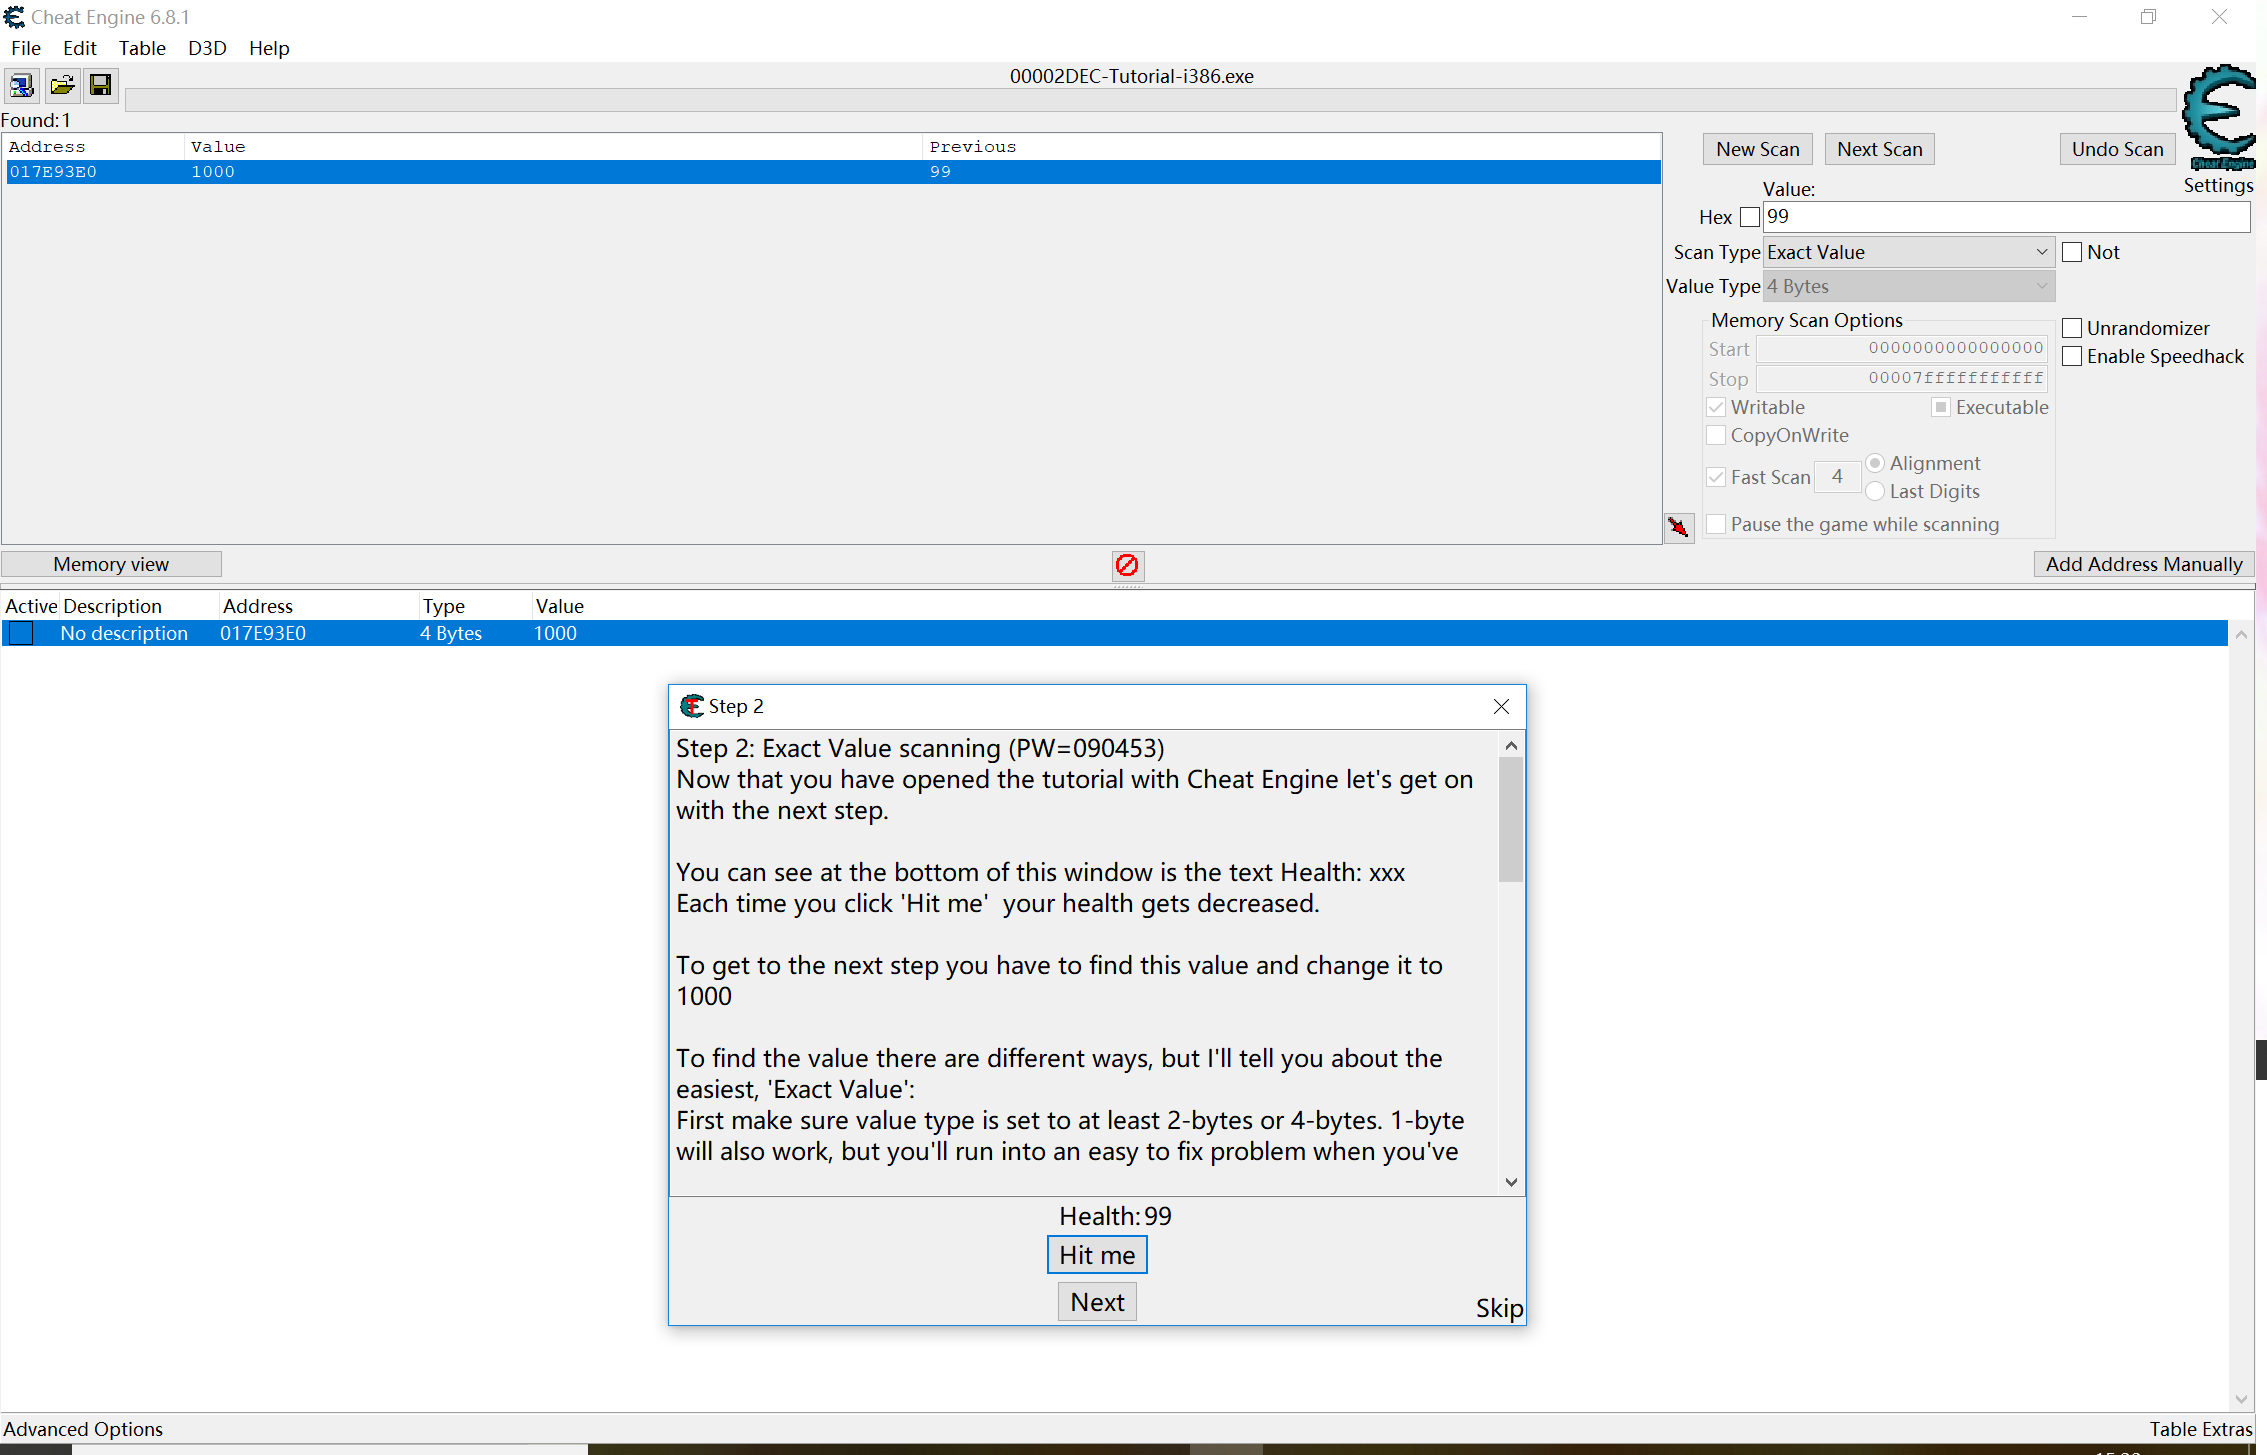 Cheat Engine 6.8.1
File Edit Table D3D Help
00002DEC-Tutorial-i386.exe
Found: 1
Address Value Previous
017E93E0 1000 99
New Scan Next Scan Undo Scan
Cheat Engine
Settings
Value:
Hex 99
Scan Type Exact Value Not
Value Type 4 Bytes
Memory Scan Options
Unrandomizer
Start 0000000000000000
Enable Speedhack
Stop 00007fffffffffff
Writable Executable
CopyOnWrite
Alignment
Fast Scan 4
Last Digits
Pause the game while scanning
Memory view Add Address Manually
Active Description Address Type Value
No description 017E93E0 4 Bytes 1000
Step 2
Step 2: Exact Value scanning (PW=090453)
Now that you have opened the tutorial with Cheat Engine let's get on
with the next step.
You can see at the bottom of this window is the text Health: xxx
Each time you click 'Hit me'  your health gets decreased.
To get to the next step you have to find this value and change it to
1000
To find the value there are different ways, but I'll tell you about the
easiest, 'Exact Value':
First make sure value type is set to at least 2-bytes or 4-bytes. 1-byte
will also work, but you'll run into an easy to fix problem when you've
Health: 99
Hit me
Next
Skip
Advanced Options Table Extras